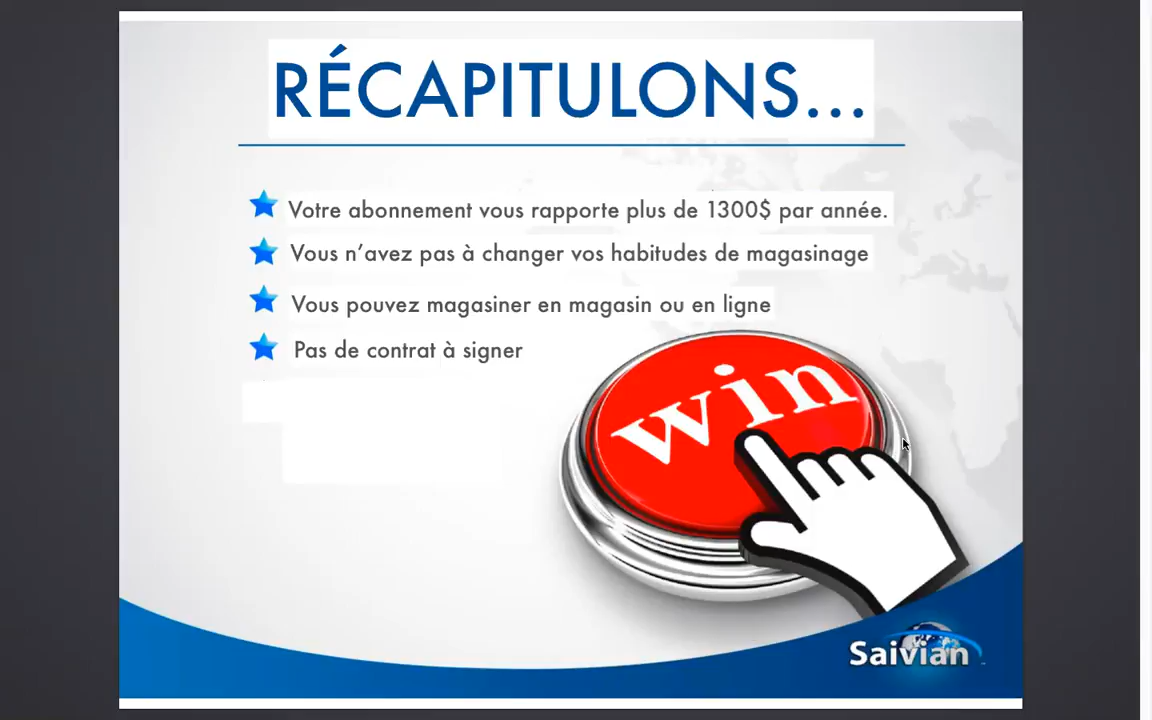 RÉCAPITULONS...
Votre abonnement vous rapporte plus de 1300$ par année.
Vous n’avez pas à changer vos habitudes de magasinage
Vous pouvez magasiner en magasin ou en ligne
Pas de contrat à signer
win
Saivian